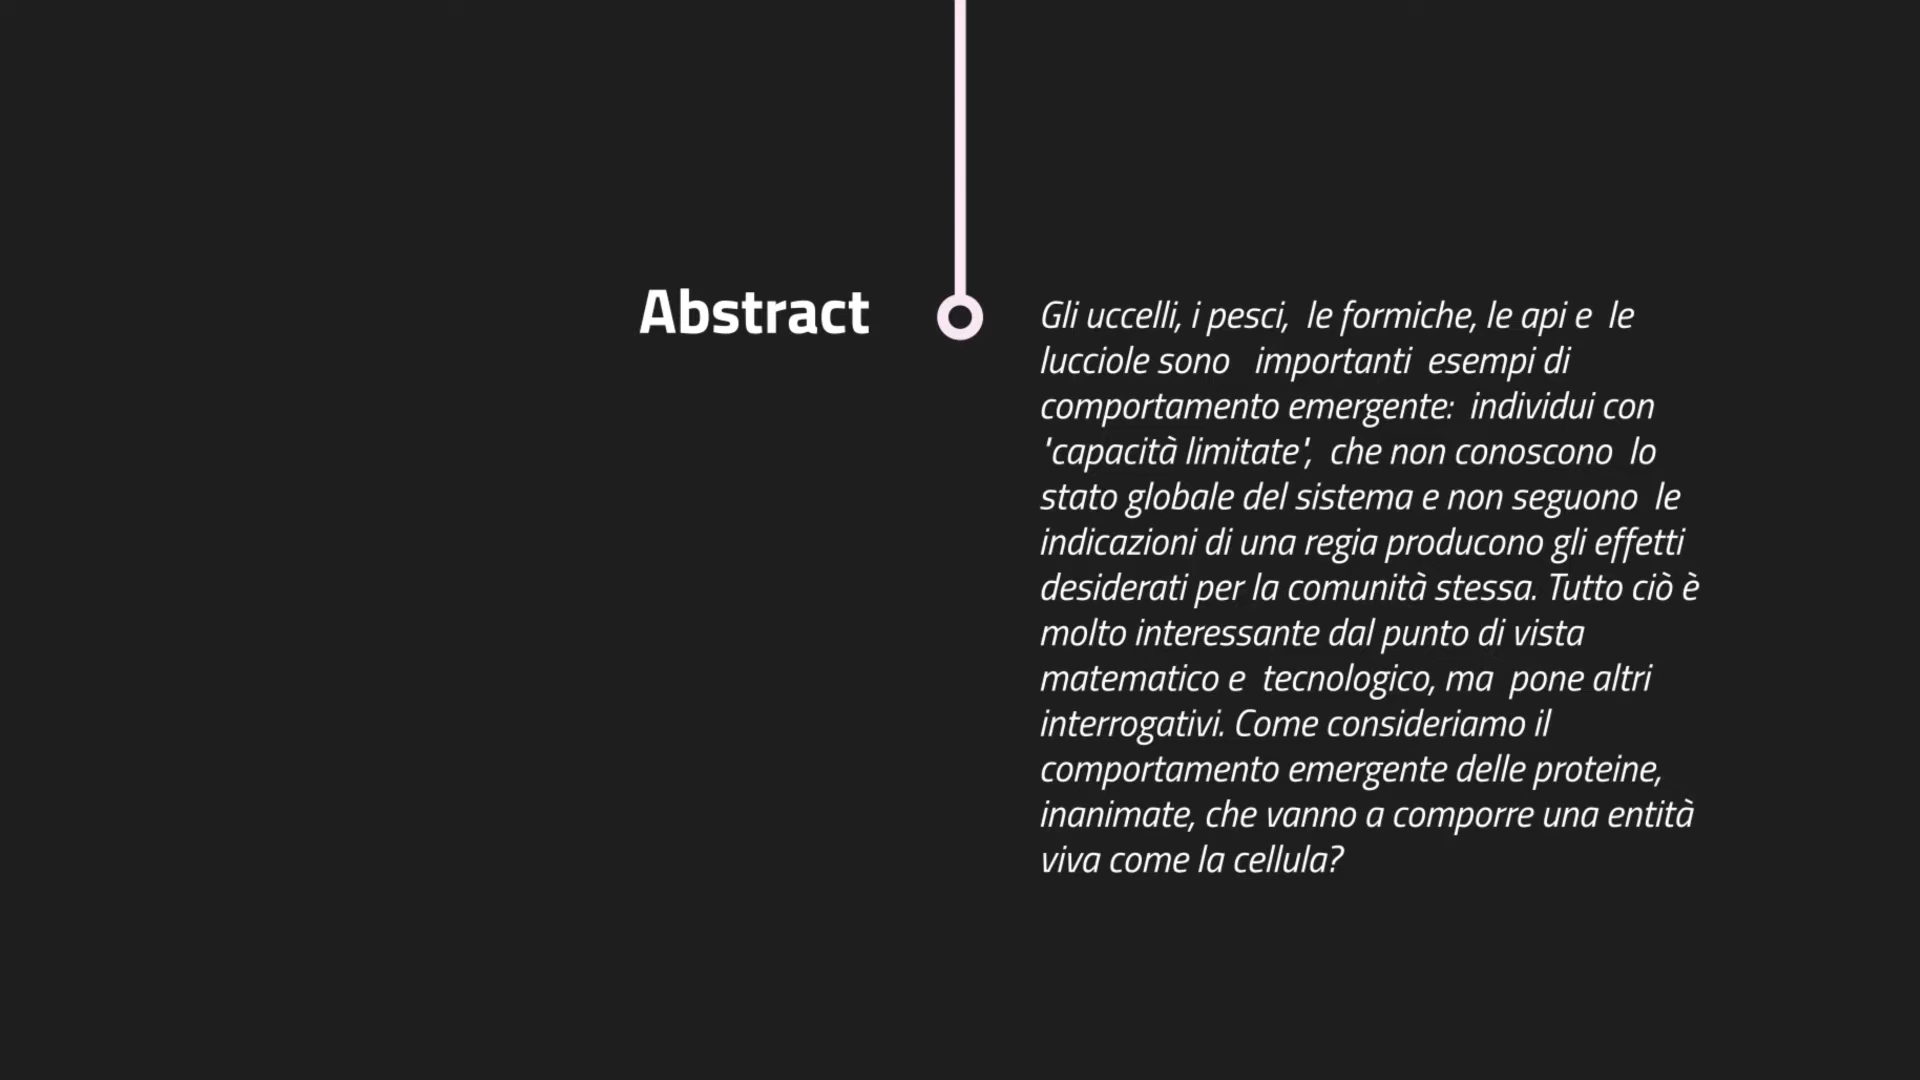 Abstract
Gli uccelli, i pesci, le formiche, le api e le
lucciole sono importanti esempi di
comportamento emergente: individui con
'capacità limitate', che non conoscono lo
stato globale del sistema e non seguono le
indicazioni di una regia producono gli effetti
desiderati per la comunità stessa. Tutto ciò è
molto interessante dal punto di vista
matematico e tecnologico, ma pone altri
interrogativi. Come consideriamo il
comportamento emergente delle proteine,
inanimate, che vanno a comporre una entità
viva come la cellula?